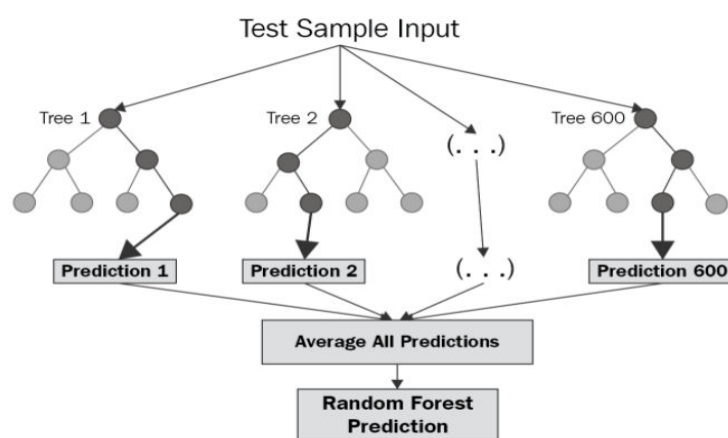 Test Sample Input
Tree 1
Tree 2
(. . .)
Tree 600
Prediction 1
Prediction 2
(. . .)
Prediction 600
Average All Predictions
Random Forest
Prediction